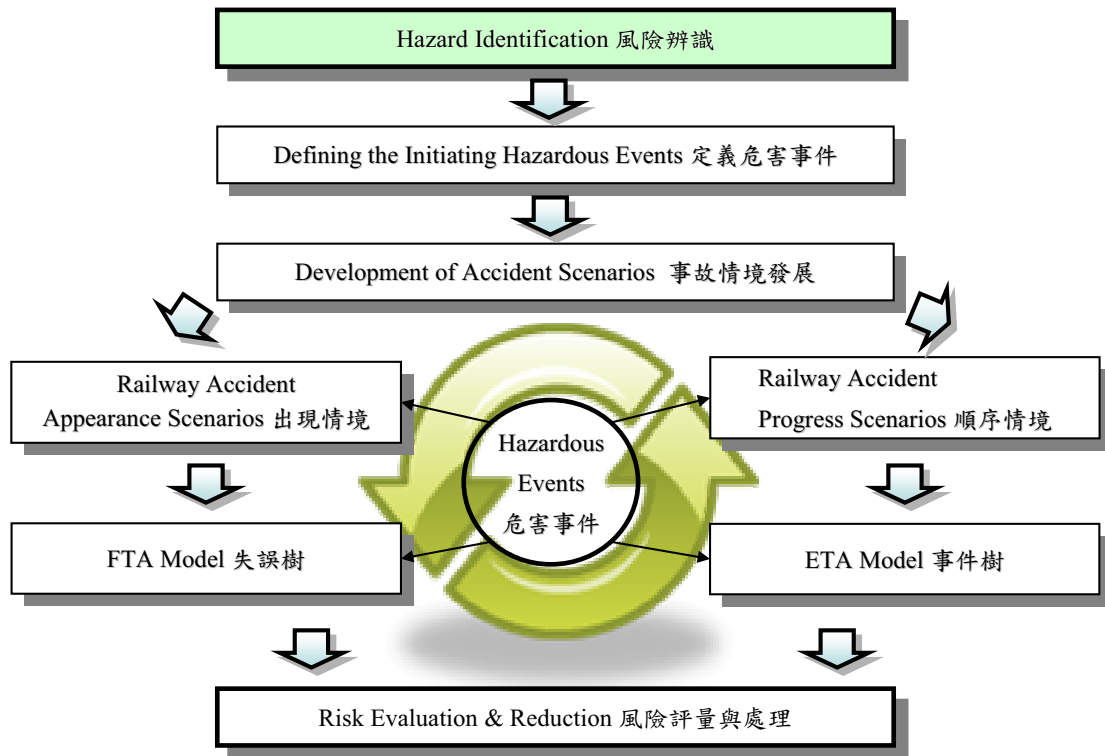 Hazard Identification 風險辨識
Defining the Initiating Hazardous Events 定義危害事件
Development of Accident Scenarios 事故情境發展
Railway Accident
Appearance Scenarios 出現情境
Railway Accident
Progress Scenarios 順序情境
Hazardous
Events
危害事件
FTA Model 失誤樹
ETA Model 事件樹
Risk Evaluation & Reduction 風險評量與處理